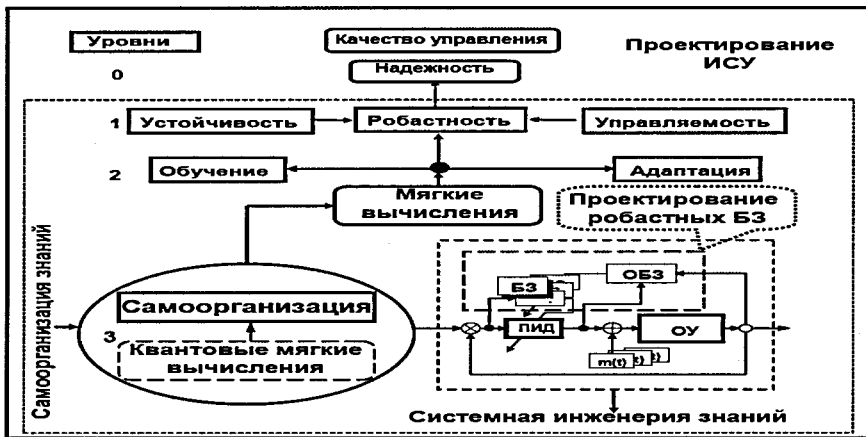 Уровни
Качество управления
Проектирование
ИСУ
0
Надежность
1
Устойчивость
Робастность
Управляемость
2
Обучение
Адаптация
Мягкие
вычисления
Проектирование
робастных БЗ
Самоорганизация знаний
Самоорганизация
3
Квантовые мягкие
вычисления
БЗ
ОБЗ
ПИД
ОУ
m(t)
Системная инженерия знаний